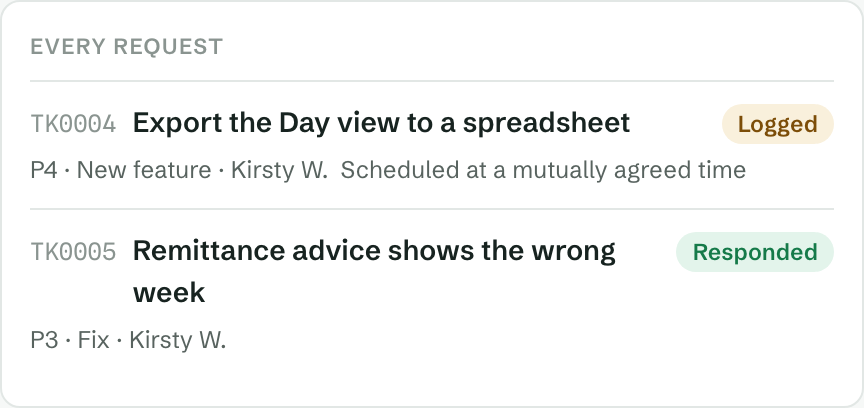 EVERY REQUEST
TK0004 Export the Day view to a spreadsheet Logged
P4 · New feature · Kirsty W. Scheduled at a mutually agreed time
TK0005 Remittance advice shows the wrong Responded
week
P3 · Fix · Kirsty W.